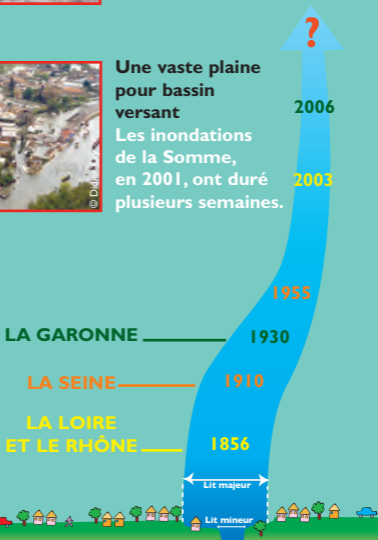 ?
Une vaste plaine
pour bassin
versant
Les inondations
de la Somme,
en 2001, ont duré
plusieurs semaines.
2006
2003
1955
LA GARONNE 1930
LA SEINE 1910
LA LOIRE
ET LE RHÔNE 1856
Lit majeur
Lit mineur